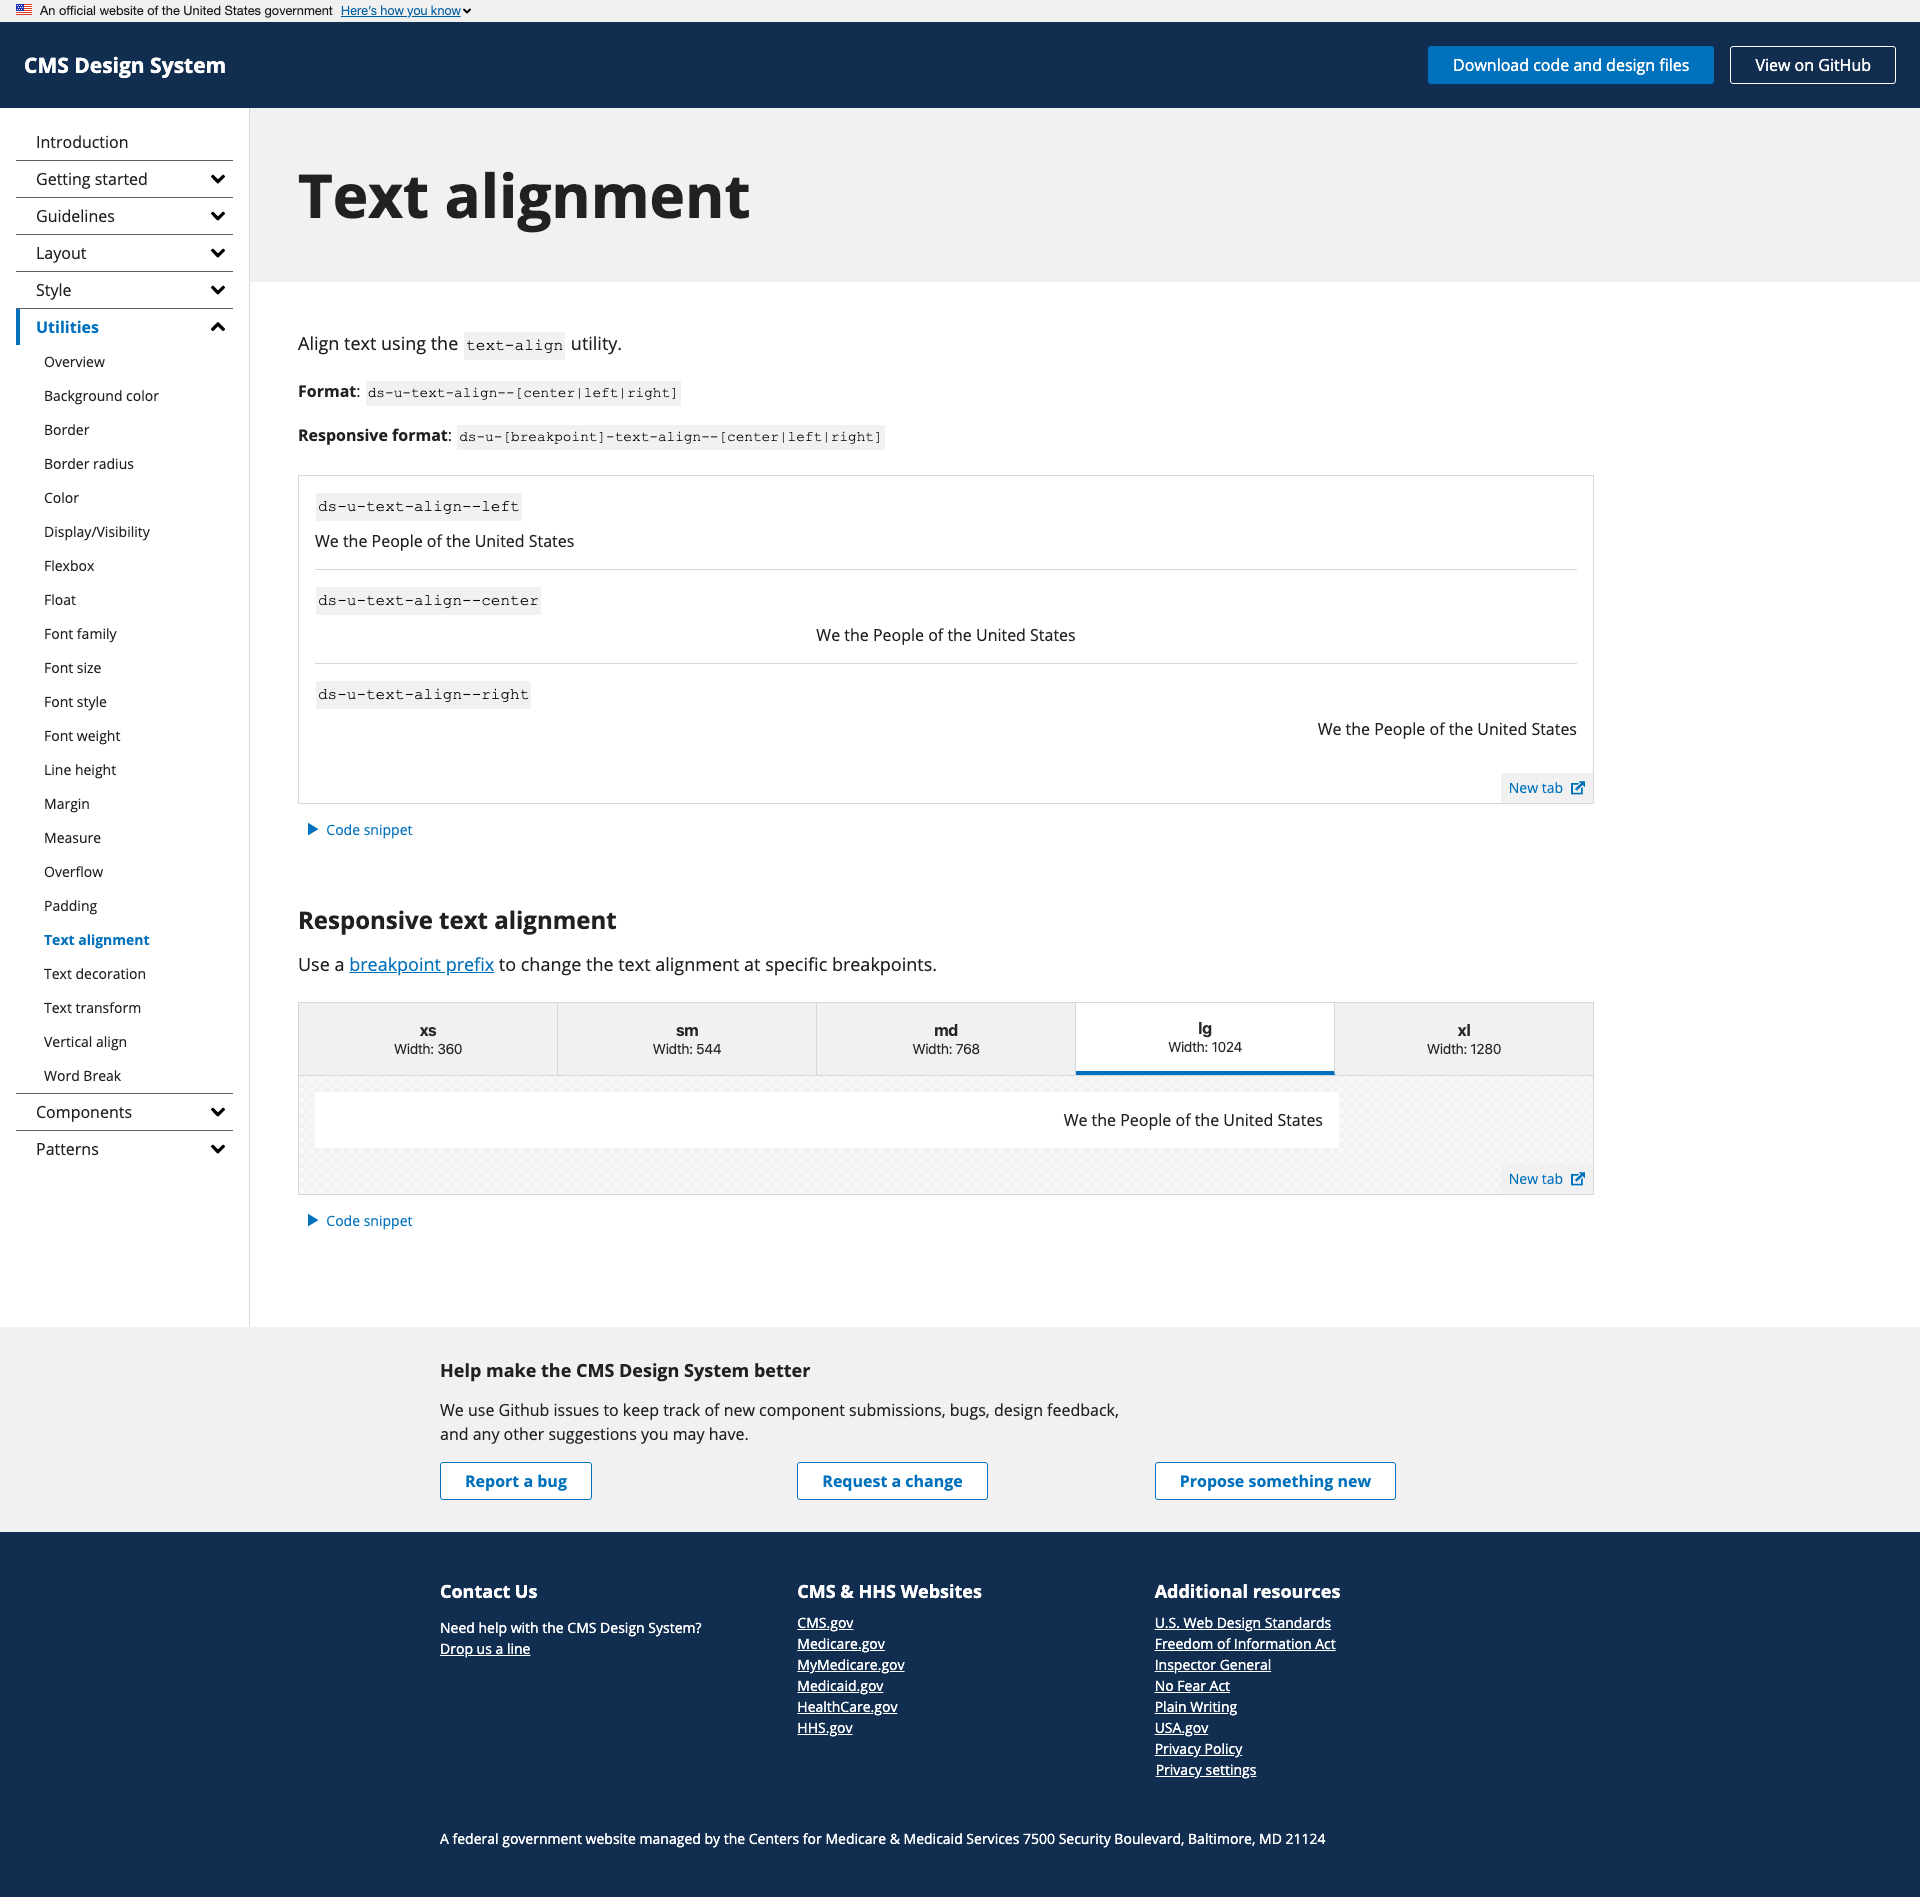 An official website of the United States government Here's how you know
CMS Design System
Download code and design files
View on GitHub
Introduction
Getting started
Guidelines
Layout
Style
Utilities
Overview
Background color
Border
Border radius
Color
Display/Visibility
Flexbox
Float
Font family
Font size
Font style
Font weight
Line height
Margin
Measure
Overflow
Padding
Text alignment
Text decoration
Text transform
Vertical align
Word Break
Components
Patterns
Text alignment
Align text using the text-align utility.
Format: ds-u-text-align--[center|left|right]
Responsive format: ds-u-[breakpoint]-text-align--[center|left|right]
ds-u-text-align--left
We the People of the United States
ds-u-text-align--center
We the People of the United States
ds-u-text-align--right
We the People of the United States
New tab
Code snippet
Responsive text alignment
Use a breakpoint prefix to change the text alignment at specific breakpoints.
xs
Width: 360
sm
Width: 544
md
Width: 768
lg
Width: 1024
xl
Width: 1280
We the People of the United States
New tab
Code snippet
Help make the CMS Design System better
We use Github issues to keep track of new component submissions, bugs, design feedback,
and any other suggestions you may have.
Report a bug
Request a change
Propose something new
Contact Us
Need help with the CMS Design System?
Drop us a line
CMS & HHS Websites
CMS.gov
Medicare.gov
MyMedicare.gov
Medicaid.gov
HealthCare.gov
HHS.gov
Additional resources
U.S. Web Design Standards
Freedom of Information Act
Inspector General
No Fear Act
Plain Writing
USA.gov
Privacy Policy
Privacy settings
A federal government website managed by the Centers for Medicare & Medicaid Services 7500 Security Boulevard, Baltimore, MD 21124